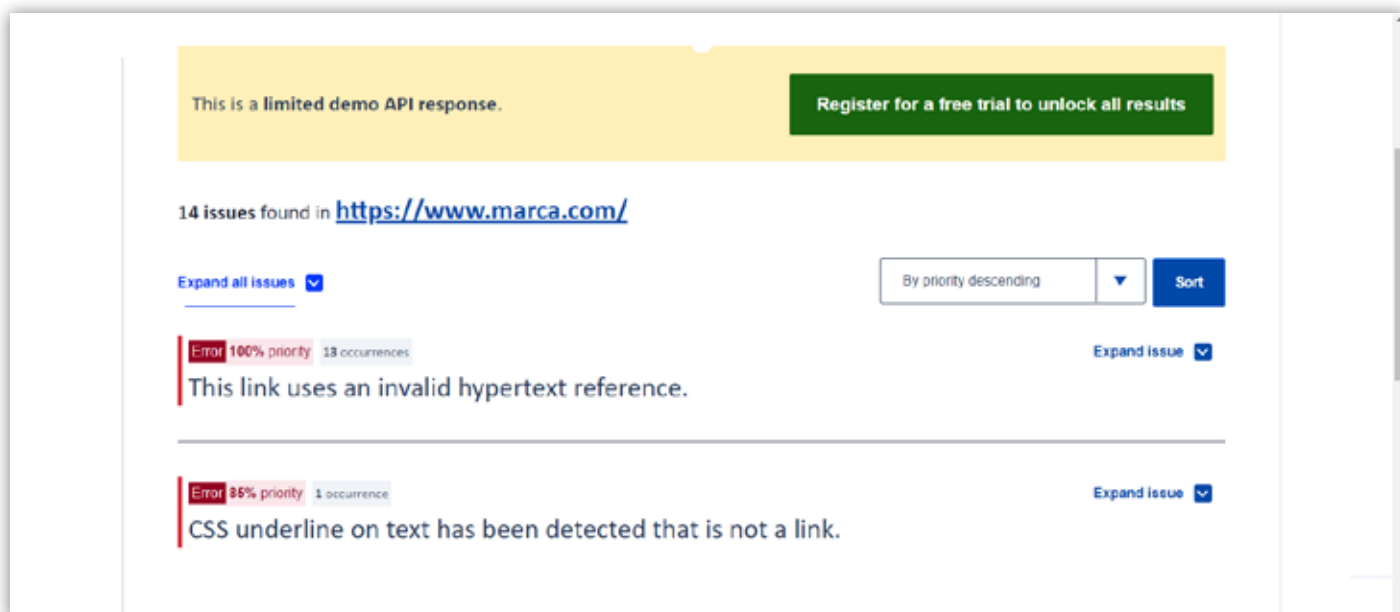 This is a limited demo API response.
Register for a free trial to unlock all results
14 issues found in https://www.marca.com/
Expand all issues
By priority descending
Sort
Error 100% priority 13 occurrences
Expand issue
This link uses an invalid hypertext reference.
Error 85% priority 1 occurrence
Expand issue
CSS underline on text has been detected that is not a link.